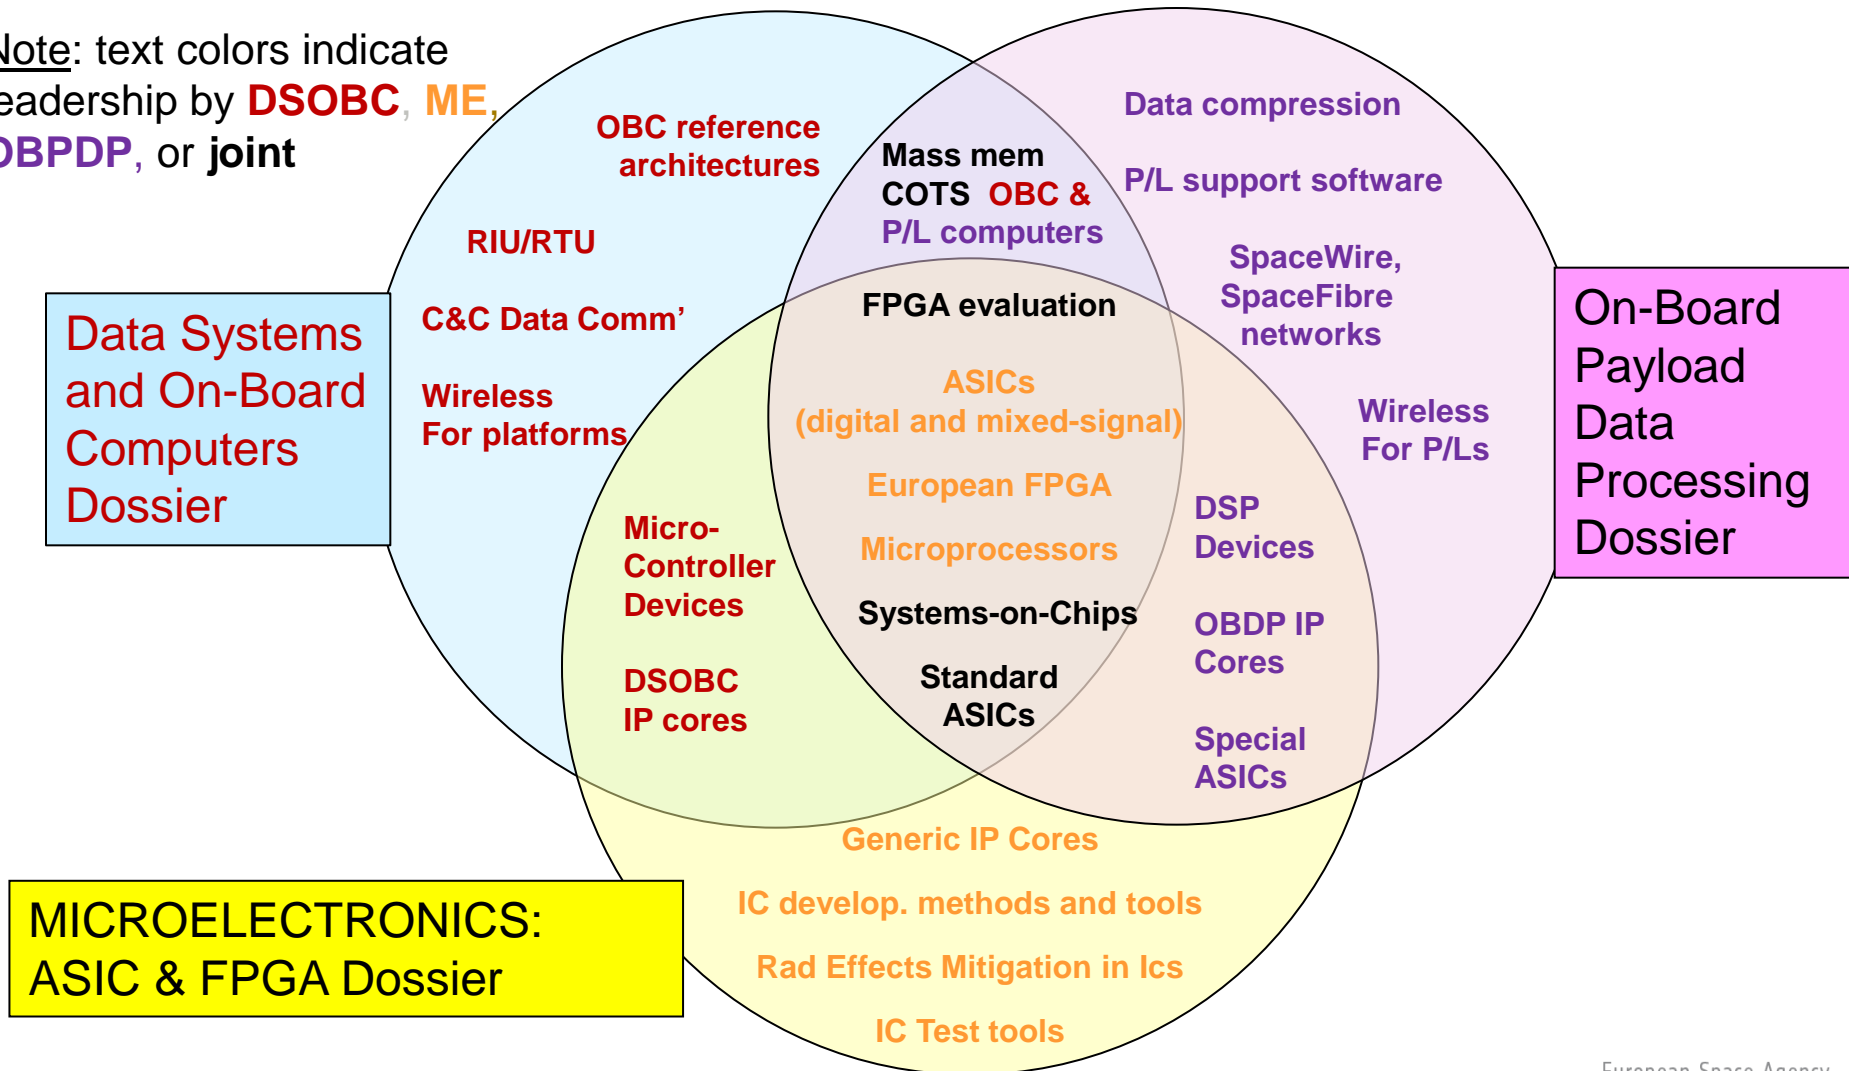 Note: text colors indicate
leadership by DSOBC, ME,
OBPDP, or joint
OBC reference
architectures
RIU/RTU
C&C Data Comm’
Wireless
For platforms
Data Systems
and On-Board
Computers
Dossier
Mass mem
COTS OBC &
P/L computers
Data compression
P/L support software
SpaceWire,
SpaceFibre
networks
Wireless
For P/Ls
On-Board
Payload
Data
Processing
Dossier
FPGA evaluation
ASICs
(digital and mixed-signal)
European FPGA
Microprocessors
Systems-on-Chips
Standard
ASICs
Micro-
Controller
Devices
DSOBC
IP cores
DSP
Devices
OBDP IP
Cores
Special
ASICs
Generic IP Cores
IC develop. methods and tools
Rad Effects Mitigation in Ics
IC Test tools
MICROELECTRONICS:
ASIC & FPGA Dossier
European Space Agency